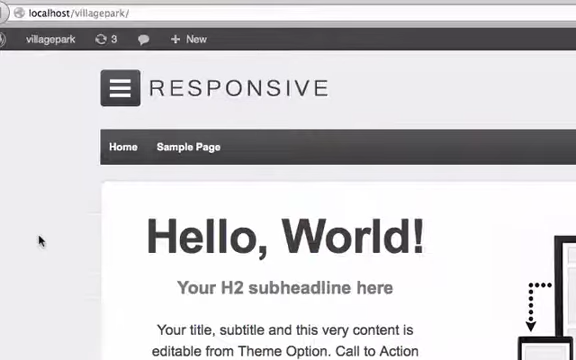 localhost/villagepark/
villagepark 3 New
RESPONSIVE
Home Sample Page
Hello, World!
Your H2 subheadline here
Your title, subtitle and this very content is
editable from Theme Option. Call to Action